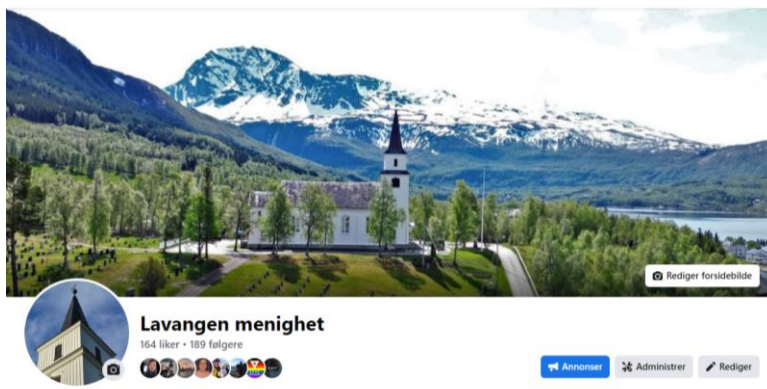 Rediger forsidebilde
Lavangen menighet
164 liker • 189 følgere
Annonser
Administrer
Rediger